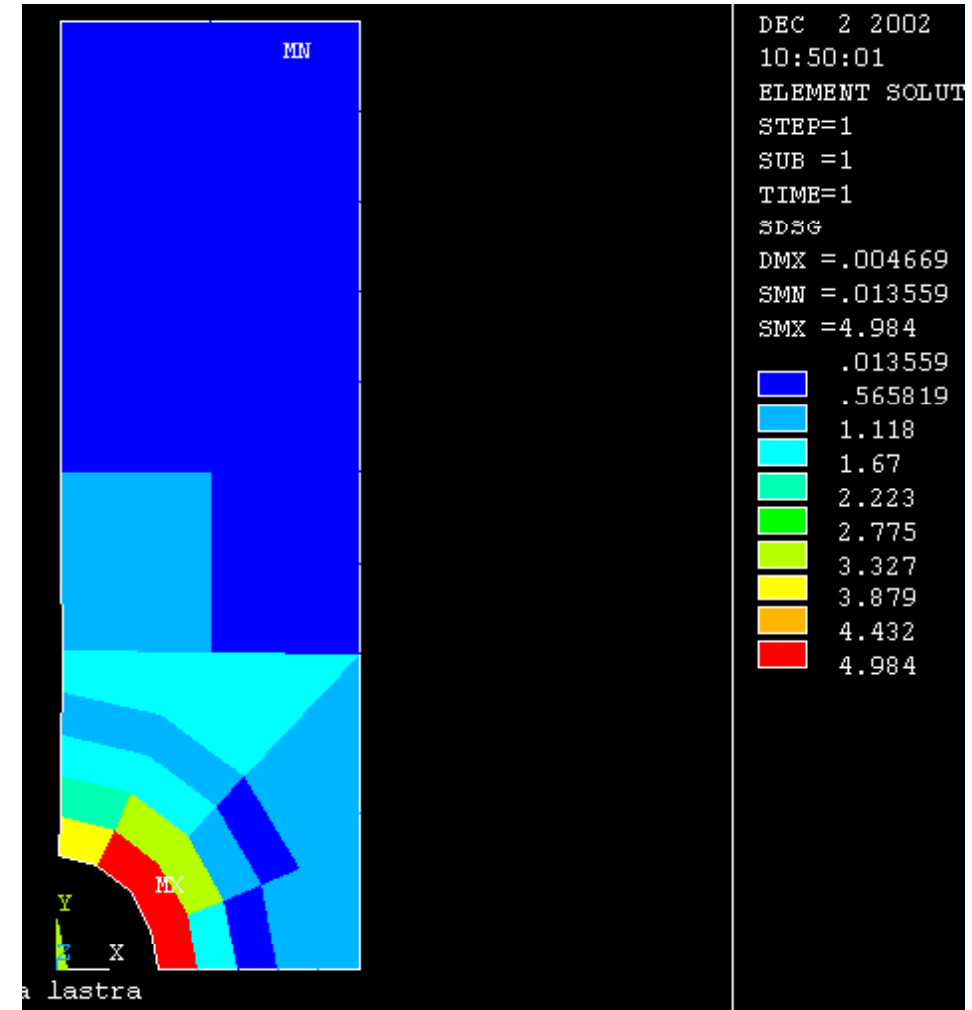 MN
MX
Y
Z X
a lastra
DEC 2 2002
10:50:01
ELEMENT SOLUT
STEP=1
SUB =1
TIME=1
SDSG
DMX =.004669
SMN =.013559
SMX =4.984
.013559
.565819
1.118
1.67
2.223
2.775
3.327
3.879
4.432
4.984